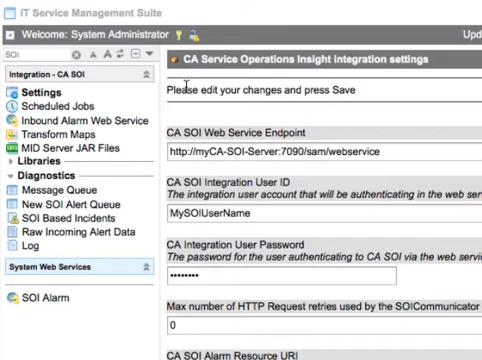 IT Service Management Suite
Welcome: System Administrator
SOI
A A
Integration - CA SOI
Settings
Scheduled Jobs
Inbound Alarm Web Service
Transform Maps
MID Server JAR Files
Libraries
Diagnostics
Message Queue
New SOI Alert Queue
SOI Based Incidents
Raw Incoming Alert Data
Log
System Web Services
SOI Alarm
CA Service Operations Insight integration settings
Please edit your changes and press Save
CA SOI Web Service Endpoint
http://myCA-SOI-Server:7090/sam/webservice
CA SOI Integration User ID
The integration user account that will be authenticating in the web
MySOIUserName
CA Integration User Password
The password for the user authenticating to CA SOI via the web
••••••••
Max number of HTTP Request retries used by the SOICommunicator
0
CA SOI Alarm Resource URI